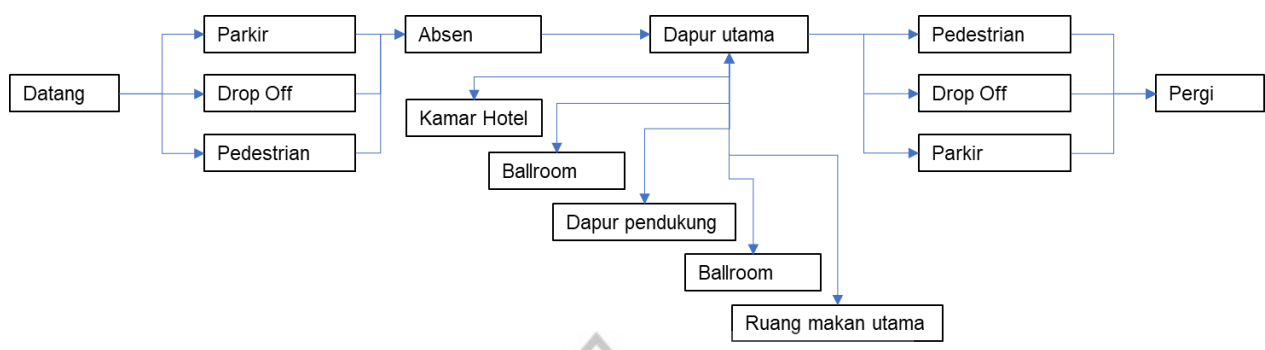 Parkir
Absen
Dapur utama
Pedestrian
Datang
Drop Off
Drop Off
Pergi
Kamar Hotel
Pedestrian
Parkir
Ballroom
Dapur pendukung
Ballroom
Ruang makan utama